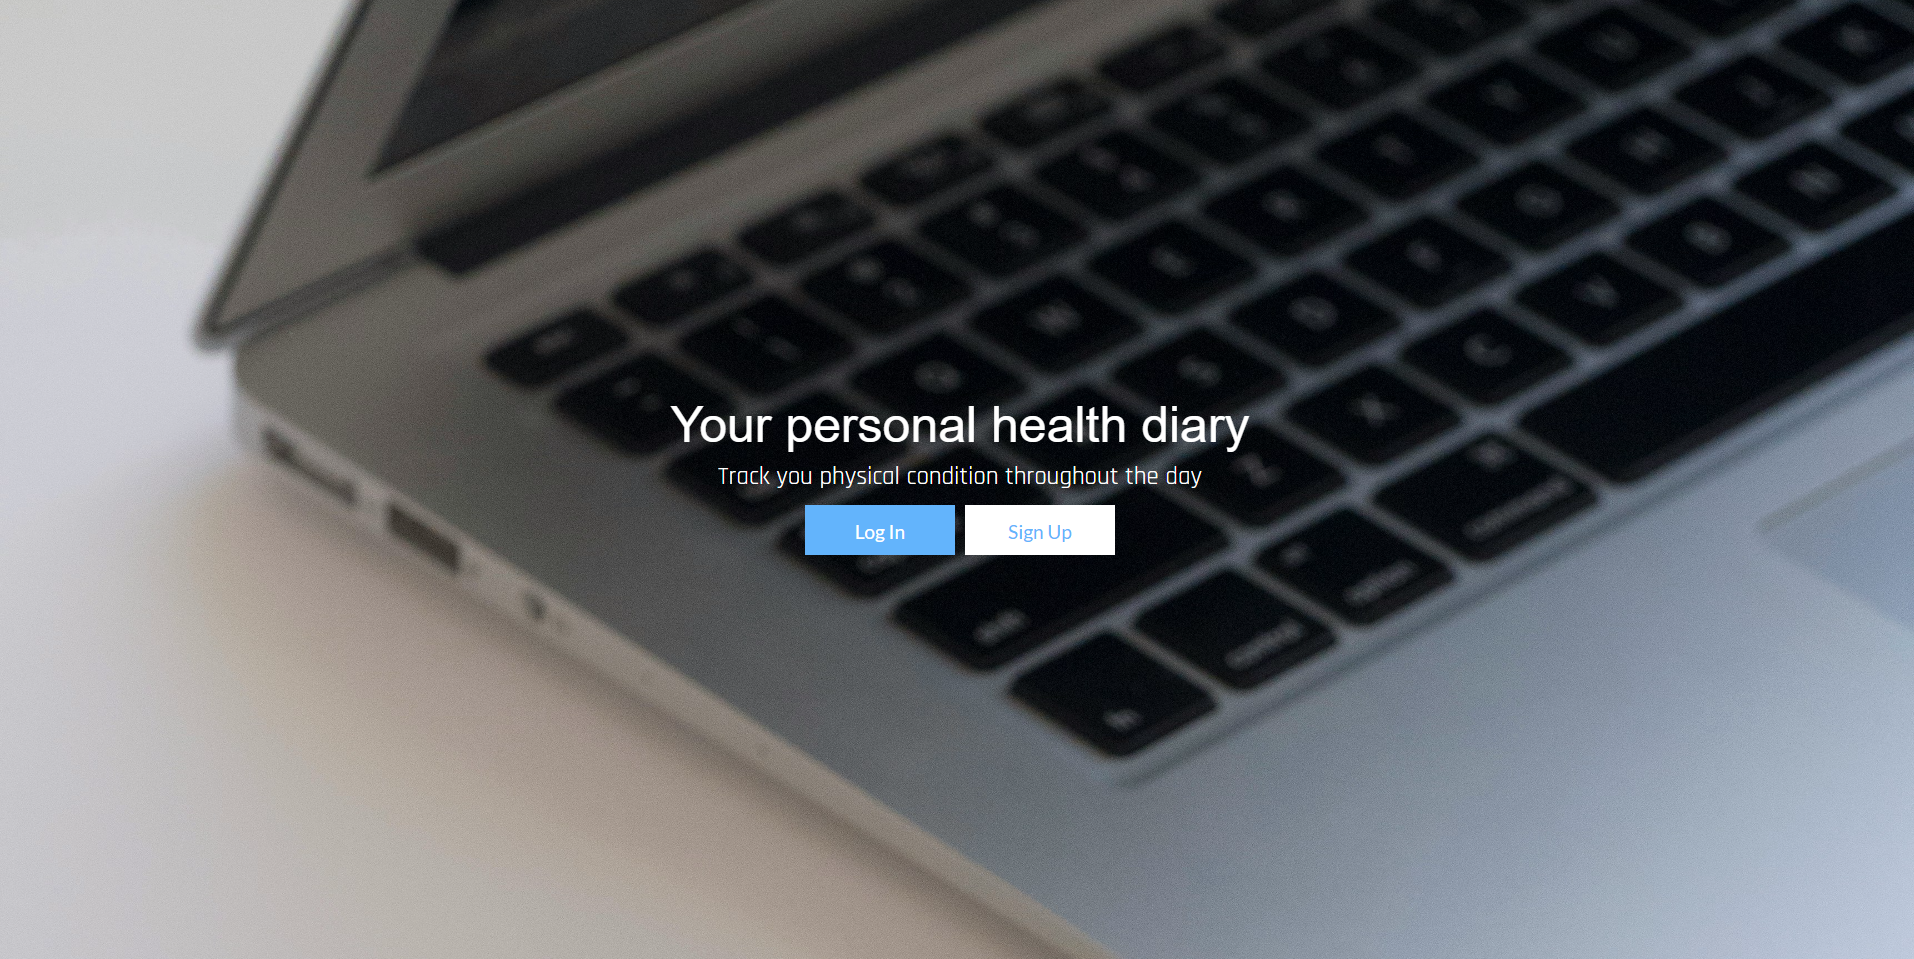 Your personal health diary
Track you physical condition throughout the day
Log In
Sign Up